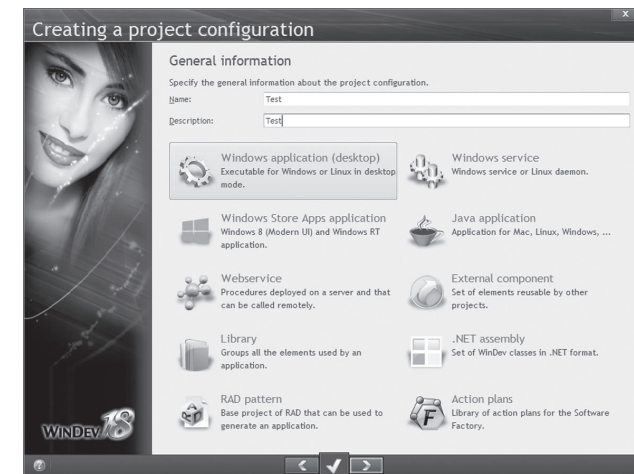 Creating a project configuration
x
General information
Specify the general information about the project configuration.
Name:
Test
Description:
Test
Windows application (desktop)
Executable for Windows or Linux in desktop
mode.
Windows service
Windows service or Linux daemon.
Windows Store Apps application
Windows 8 (Modern UI) and Windows RT
application.
Java application
Application for Mac, Linux, Windows, ...
Webservice
Procedures deployed on a server and that
can be called remotely.
External component
Set of elements reusable by other
projects.
Library
Groups all the elements used by an
application.
.NET assembly
Set of WinDev classes in .NET format.
RAD pattern
Base project of RAD that can be used to
generate an application.
Action plans
Library of action plans for the Software
Factory.
F
WINDEV 18
?